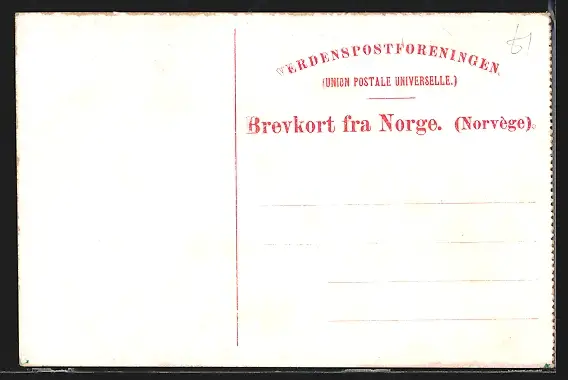 VERDENSPOSTFORENINGEN.
(UNION POSTALE UNIVERSELLE.)
Brevkort fra Norge. (Norvège).